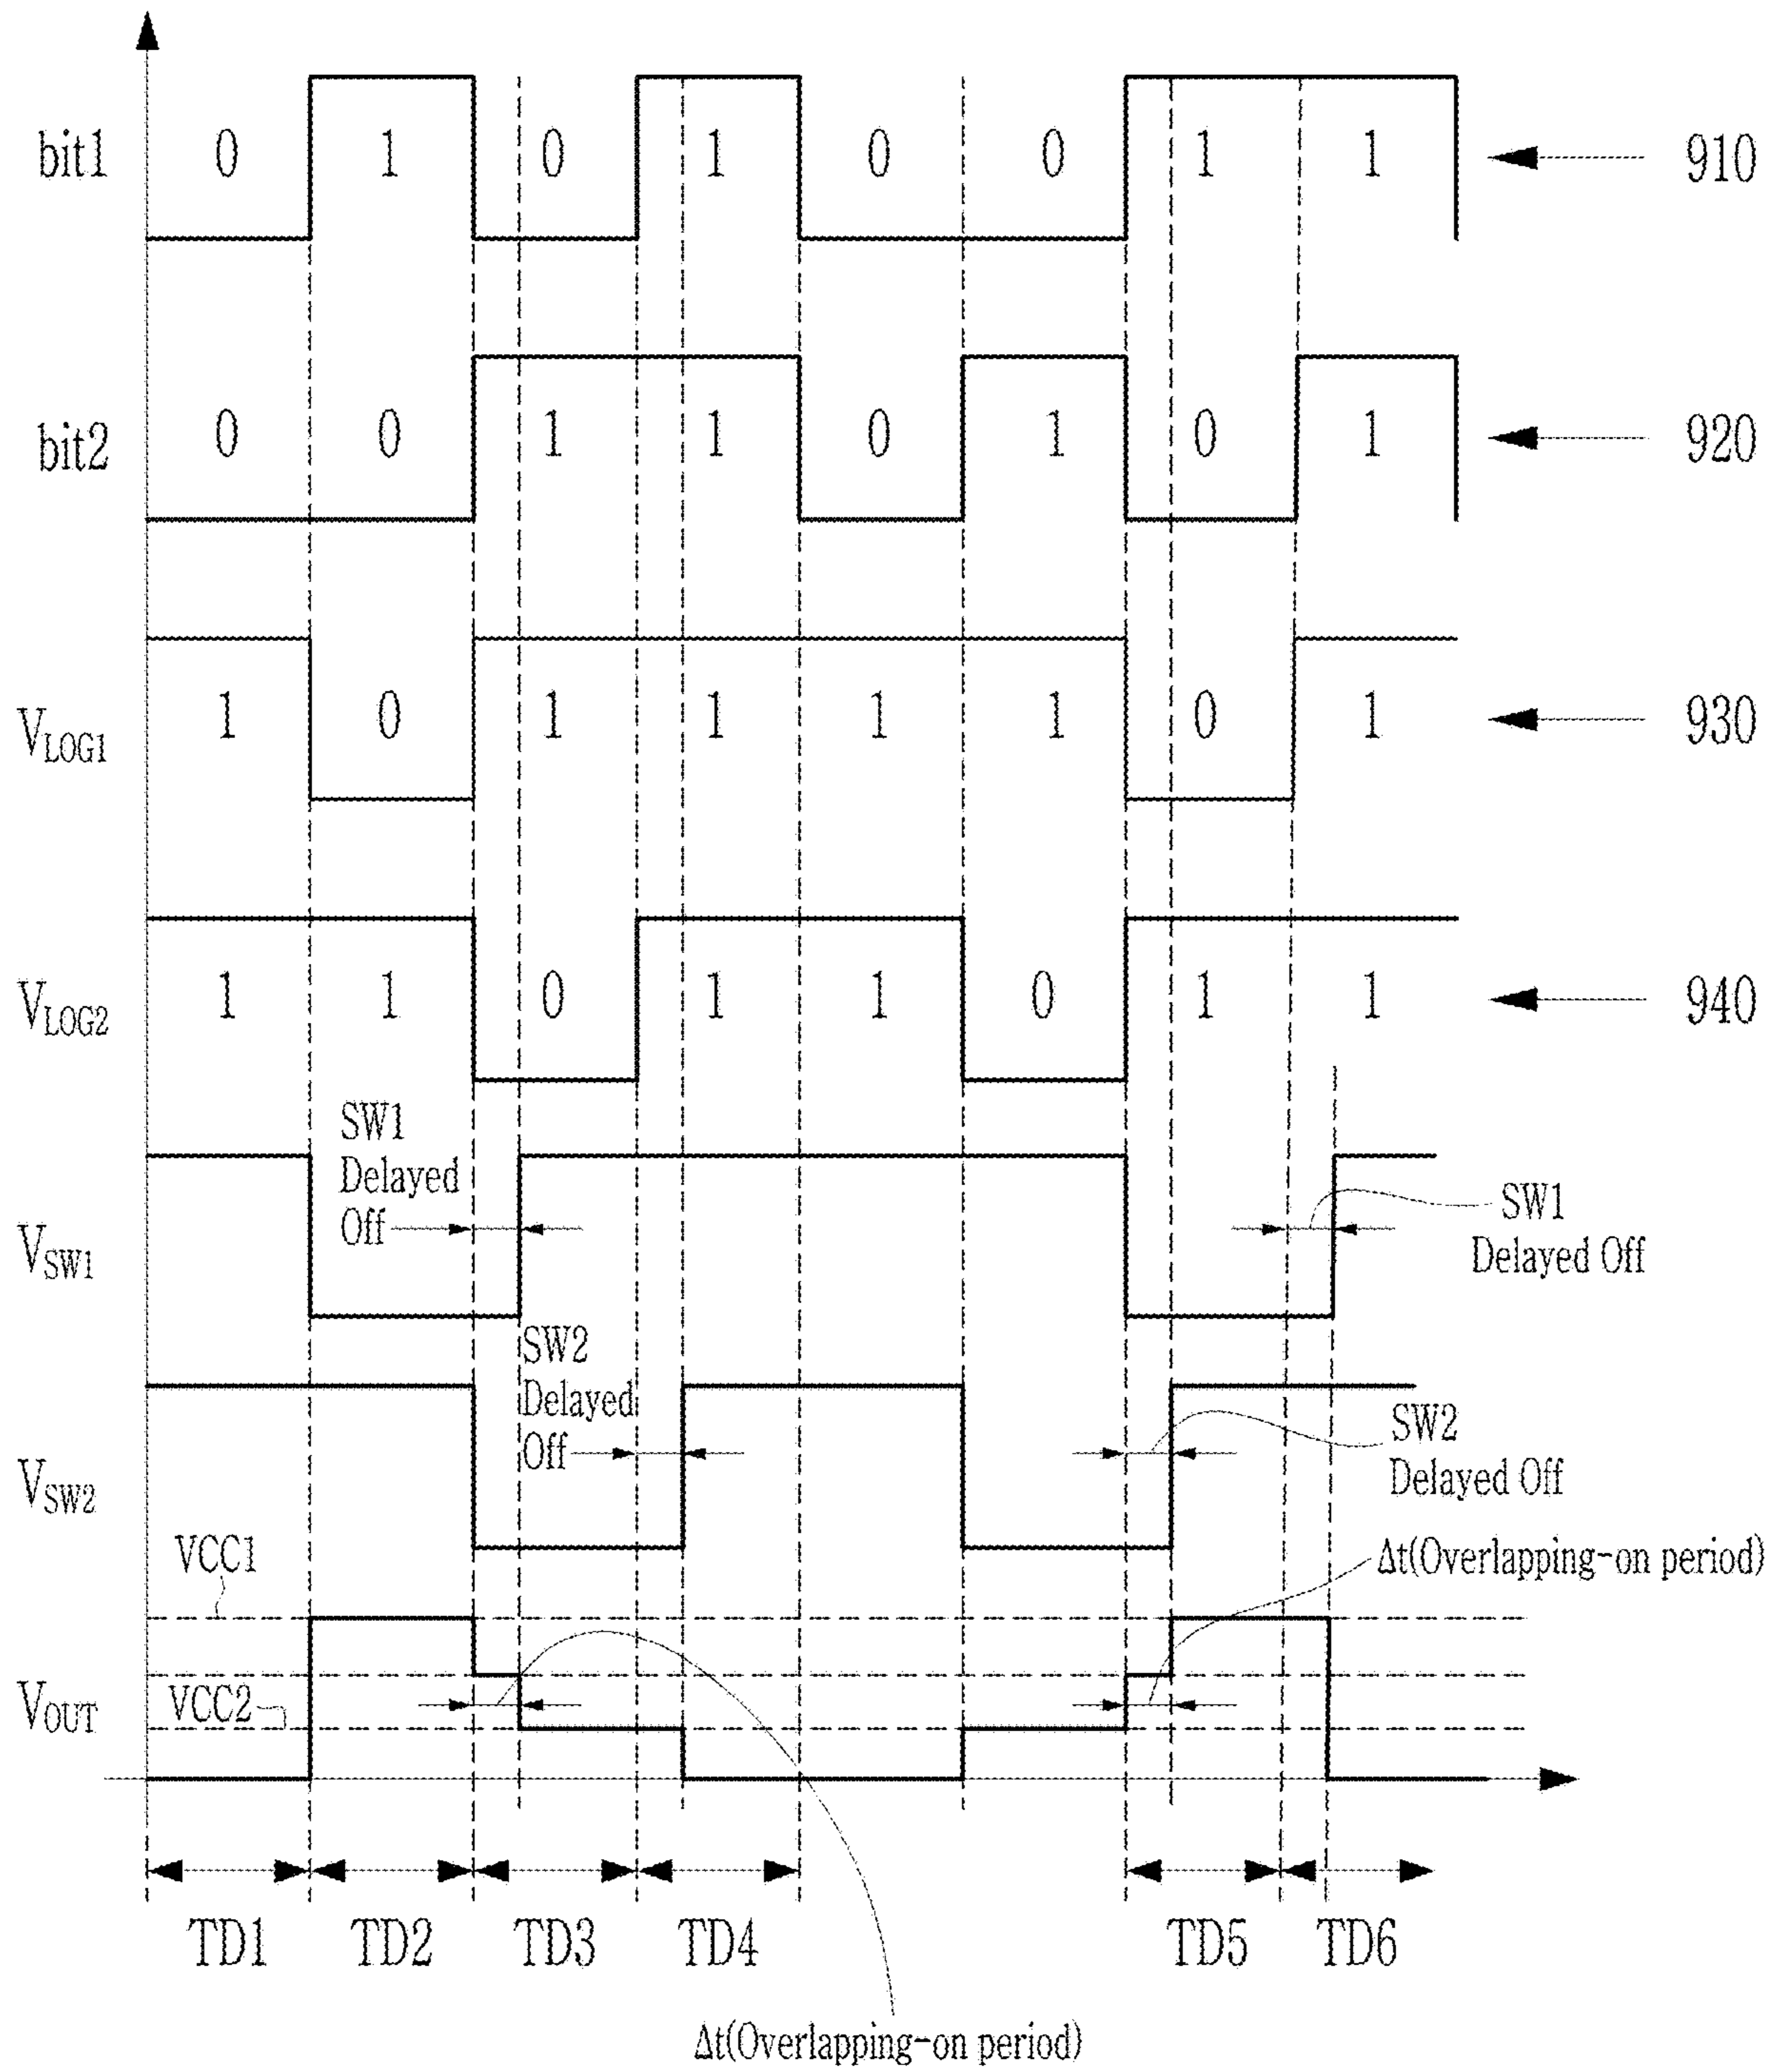 bit1 0 1 0 1 0 0 1 1 910
bit2 0 0 1 1 0 1 0 1 920
VLOG1 1 0 1 1 1 1 0 1 930
VLOG2 1 1 0 1 1 0 1 1 940
SW1
Delayed
Off
VSW1
SW1
Delayed Off
SW2
Delayed
Off
VSW2
SW2
Delayed Off
VCC1
Δt(Overlapping-on period)
VOUT
VCC2
TD1 TD2 TD3 TD4 TD5 TD6
Δt(Overlapping-on period)